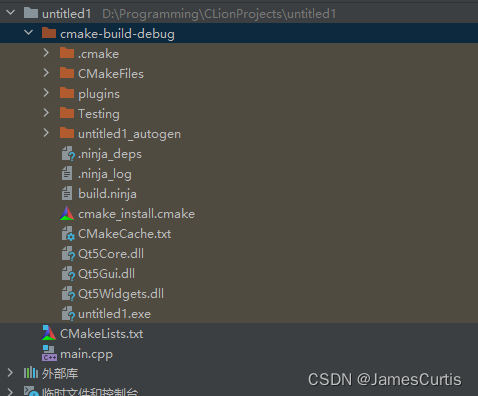 untitled1 D:\Programming\CLionProjects\untitled1
cmake-build-debug
.cmake
CMakeFiles
plugins
Testing
untitled1_autogen
.ninja_deps
.ninja_log
build.ninja
cmake_install.cmake
CMakeCache.txt
Qt5Core.dll
Qt5Gui.dll
Qt5Widgets.dll
untitled1.exe
CMakeLists.txt
main.cpp
外部库
临时文件和控制台
CSDN @JamesCurtis